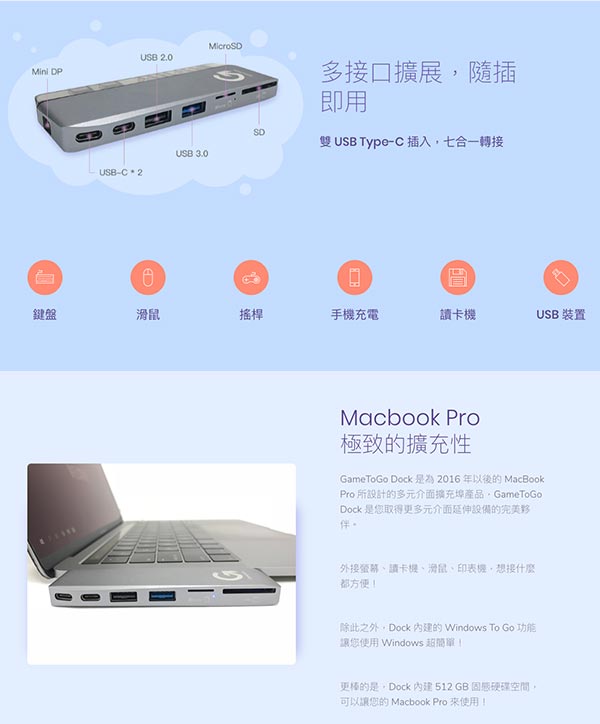 MicroSD
USB 2.0
Mini DP
SD
USB 3.0
USB-C * 2
多接口擴展，隨插
即用
雙 USB Type-C 插入，七合一轉接
鍵盤
滑鼠
搖桿
手機充電
讀卡機
USB 裝置
Macbook Pro
極致的擴充性
GameToGo Dock 是為 2016 年以後的 MacBook
Pro 所設計的多元介面擴充埠產品，GameToGo
Dock 是您取得更多元介面延伸設備的完美夥
伴。
外接螢幕、讀卡機、滑鼠、印表機，想接什麼
都方便！
除此之外，Dock 內建的 Windows To Go 功能
讓您使用 Windows 超簡單！
更棒的是，Dock 內建 512 GB 固態硬碟空間，
可以讓您的 Macbook Pro 來使用！